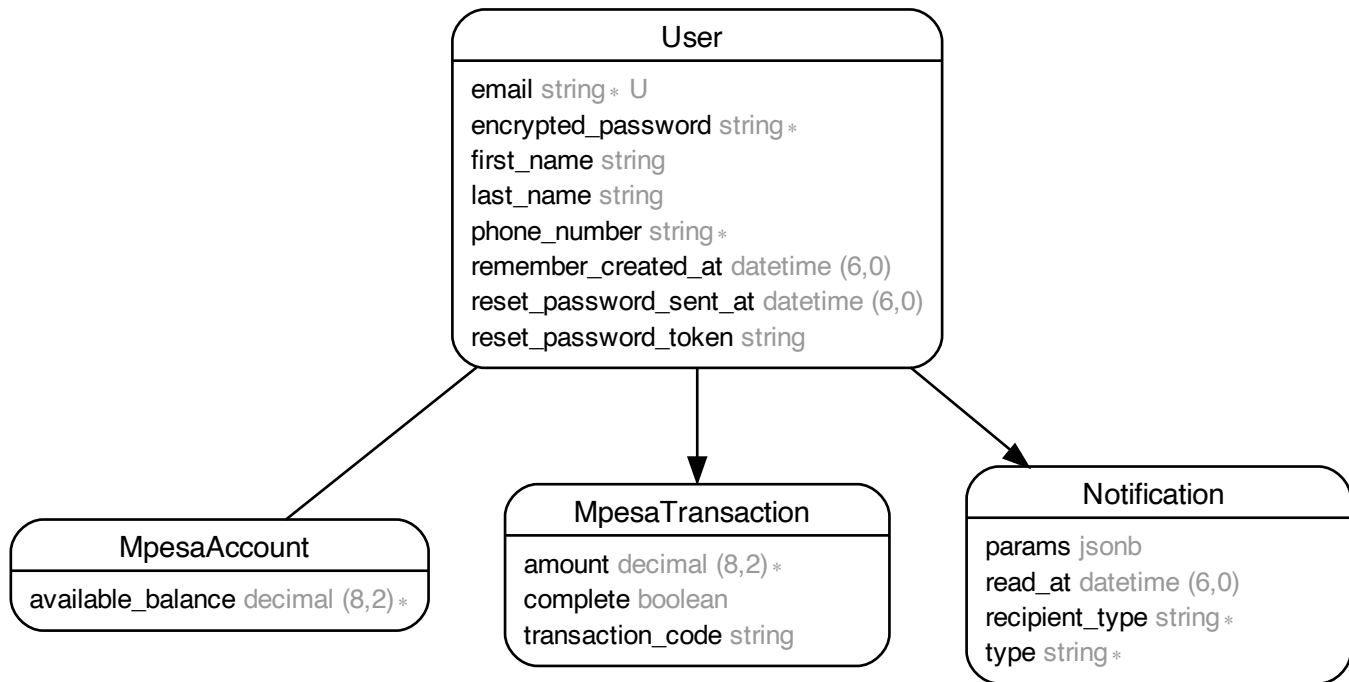 User
email string* U
encrypted_password string*
first_name string
last_name string
phone_number string*
remember_created_at datetime (6,0)
reset_password_sent_at datetime (6,0)
reset_password_token string
MpesaAccount
available_balance decimal (8,2)*
MpesaTransaction
amount decimal (8,2)*
complete boolean
transaction_code string
Notification
params jsonb
read_at datetime (6,0)
recipient_type string*
type string*